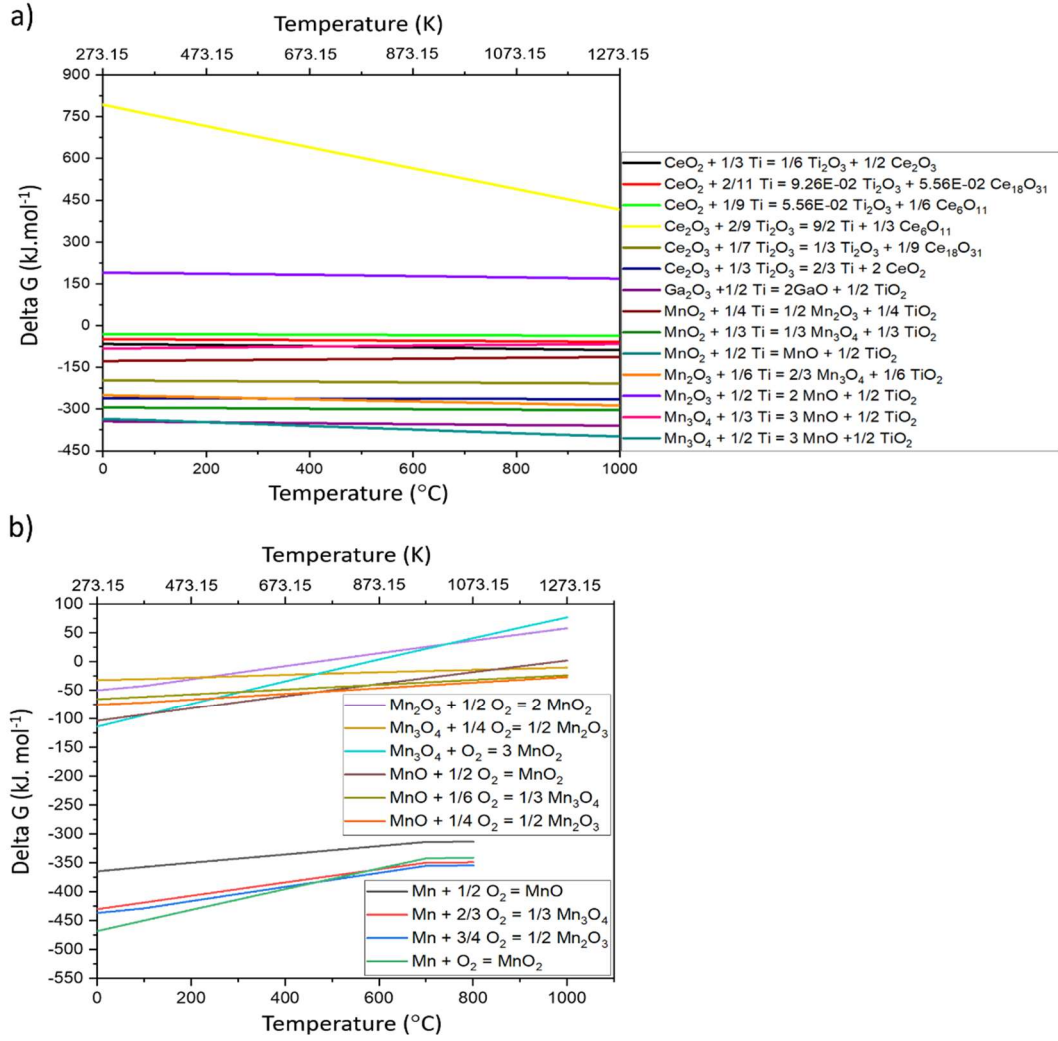 a)
Temperature (K)
273.15 473.15 673.15 873.15 1073.15 1273.15
900
750
600
450
300
150
0
-150
-300
-450
Delta G (kJ.mol⁻¹)
0 200 400 600 800 1000
Temperature (°C)
CeO₂ + 1/3 Ti = 1/6 Ti₂O₃ + 1/2 Ce₂O₃
CeO₂ + 2/11 Ti = 9.26E-02 Ti₂O₃ + 5.56E-02 Ce₁₈O₃₁
CeO₂ + 1/9 Ti = 5.56E-02 Ti₂O₃ + 1/6 Ce₆O₁₁
Ce₂O₃ + 2/9 Ti₂O₃ = 9/2 Ti + 1/3 Ce₆O₁₁
Ce₂O₃ + 1/7 Ti₂O₃ = 1/3 Ti₂O₃ + 1/9 Ce₁₈O₃₁
Ce₂O₃ + 1/3 Ti₂O₃ = 2/3 Ti + 2 CeO₂
Ga₂O₃ +1/2 Ti = 2GaO + 1/2 TiO₂
MnO₂ + 1/4 Ti = 1/2 Mn₂O₃ + 1/4 TiO₂
MnO₂ + 1/3 Ti = 1/3 Mn₃O₄ + 1/3 TiO₂
MnO₂ + 1/2 Ti = MnO + 1/2 TiO₂
Mn₂O₃ + 1/6 Ti = 2/3 Mn₃O₄ + 1/6 TiO₂
Mn₂O₃ + 1/2 Ti = 2 MnO + 1/2 TiO₂
Mn₃O₄ + 1/3 Ti = 3 MnO + 1/2 TiO₂
Mn₃O₄ + 1/2 Ti = 3 MnO +1/2 TiO₂
b)
Temperature (K)
273.15 473.15 673.15 873.15 1073.15 1273.15
100
50
0
-50
-100
-150
-200
-250
-300
-350
-400
-450
-500
-550
Delta G (kJ. mol⁻¹)
Mn₂O₃ + 1/2 O₂ = 2 MnO₂
Mn₃O₄ + 1/4 O₂= 1/2 Mn₂O₃
Mn₃O₄ + O₂ = 3 MnO₂
MnO + 1/2 O₂ = MnO₂
MnO + 1/6 O₂ = 1/3 Mn₃O₄
MnO + 1/4 O₂ = 1/2 Mn₂O₃
Mn + 1/2 O₂ = MnO
Mn + 2/3 O₂ = 1/3 Mn₃O₄
Mn + 3/4 O₂ = 1/2 Mn₂O₃
Mn + O₂ = MnO₂
0 200 400 600 800 1000
Temperature (°C)